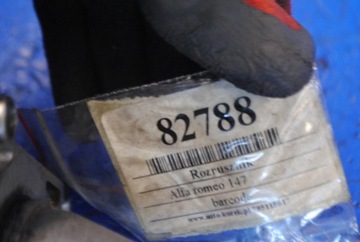 82788
Rozrusznik
Alfa romeo 147
barcode